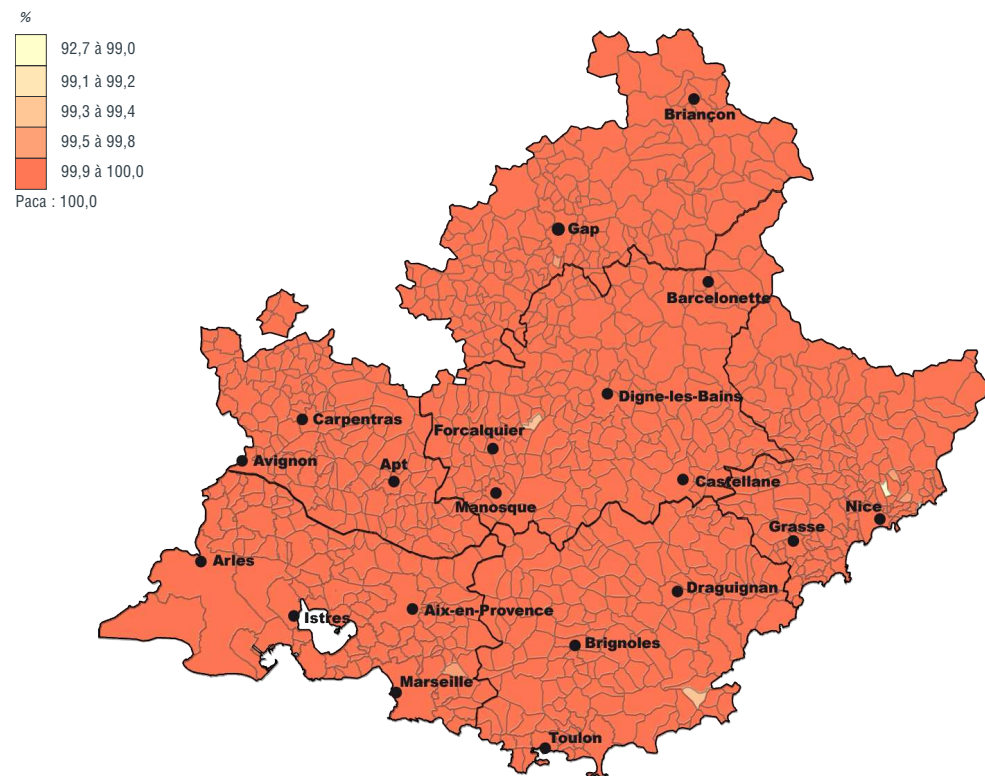 %
92,7 à 99,0
99,1 à 99,2
99,3 à 99,4
99,5 à 99,8
99,9 à 100,0
Paca : 100,0
Briançon
Gap
Barcelonette
Digne-les-Bains
Carpentras
Forcalquier
Avignon
Apt
Castellane
Manosque
Nice
Grasse
Arles
Draguignan
Aix-en-Provence
Istres
Brignoles
Marseille
Toulon